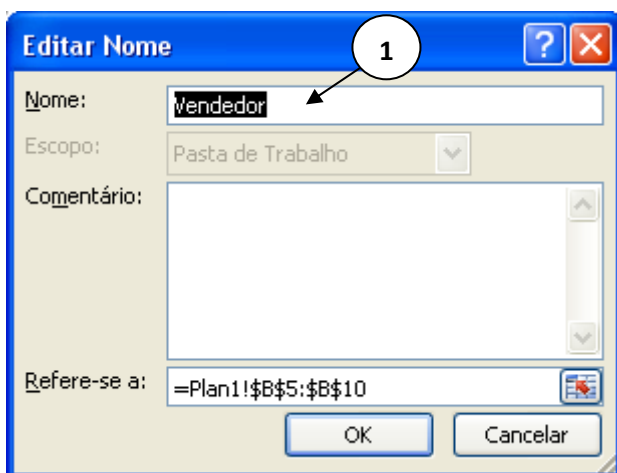 Editar Nome
1
Nome: Vendedor
Escopo: Pasta de Trabalho
Comentário:
Refere-se a: =Plan1!$B$5:$B$10
OK Cancelar